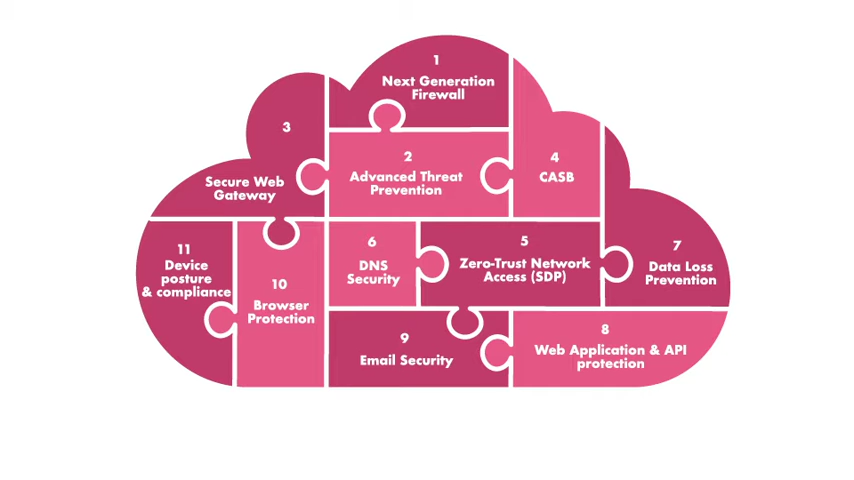 1
Next Generation
Firewall
2
Advanced Threat
Prevention
3
Secure Web
Gateway
4
CASB
5
Zero-Trust Network
Access (SDP)
6
DNS
Security
7
Data Loss
Prevention
8
Web Application & API
protection
9
Email Security
10
Browser
Protection
11
Device
posture
& compliance